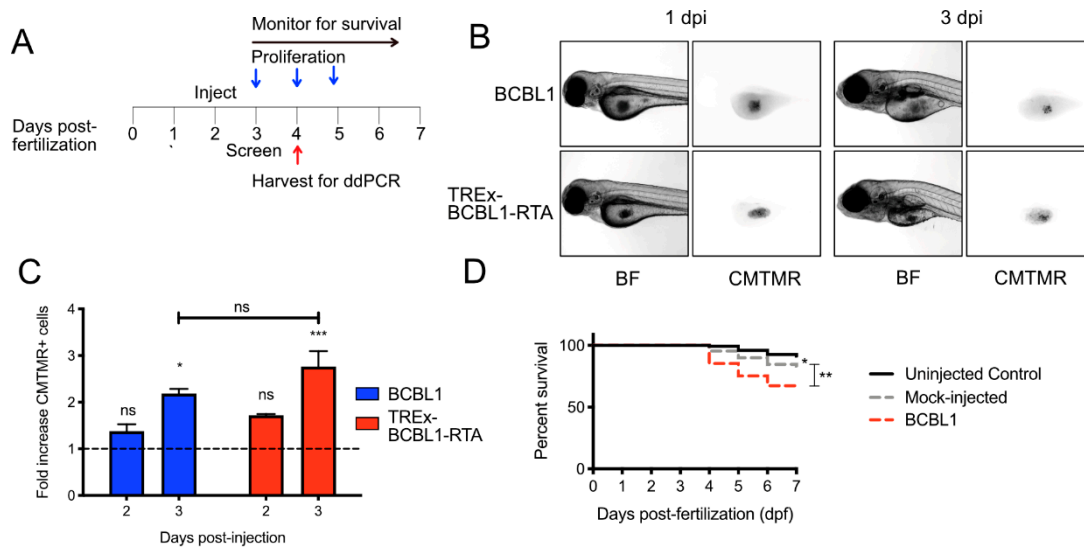 A
Monitor for survival
Proliferation
Inject
Days post-
fertilization
0 1 2 3 4 5 6 7
Screen
Harvest for ddPCR
B
1 dpi 3 dpi
BCBL1
TREx-
BCBL1-RTA
BF CMTMR BF CMTMR
C
Fold increase CMTMR+ cells
4
3
2
1
0
ns * ns ***
ns
2 3 2 3
Days post-injection
BCBL1
TREx-
BCBL1-RTA
D
Percent survival
100
50
0
0 1 2 3 4 5 6 7
Days post-fertilization (dpf)
*
**
Uninjected Control
Mock-injected
BCBL1